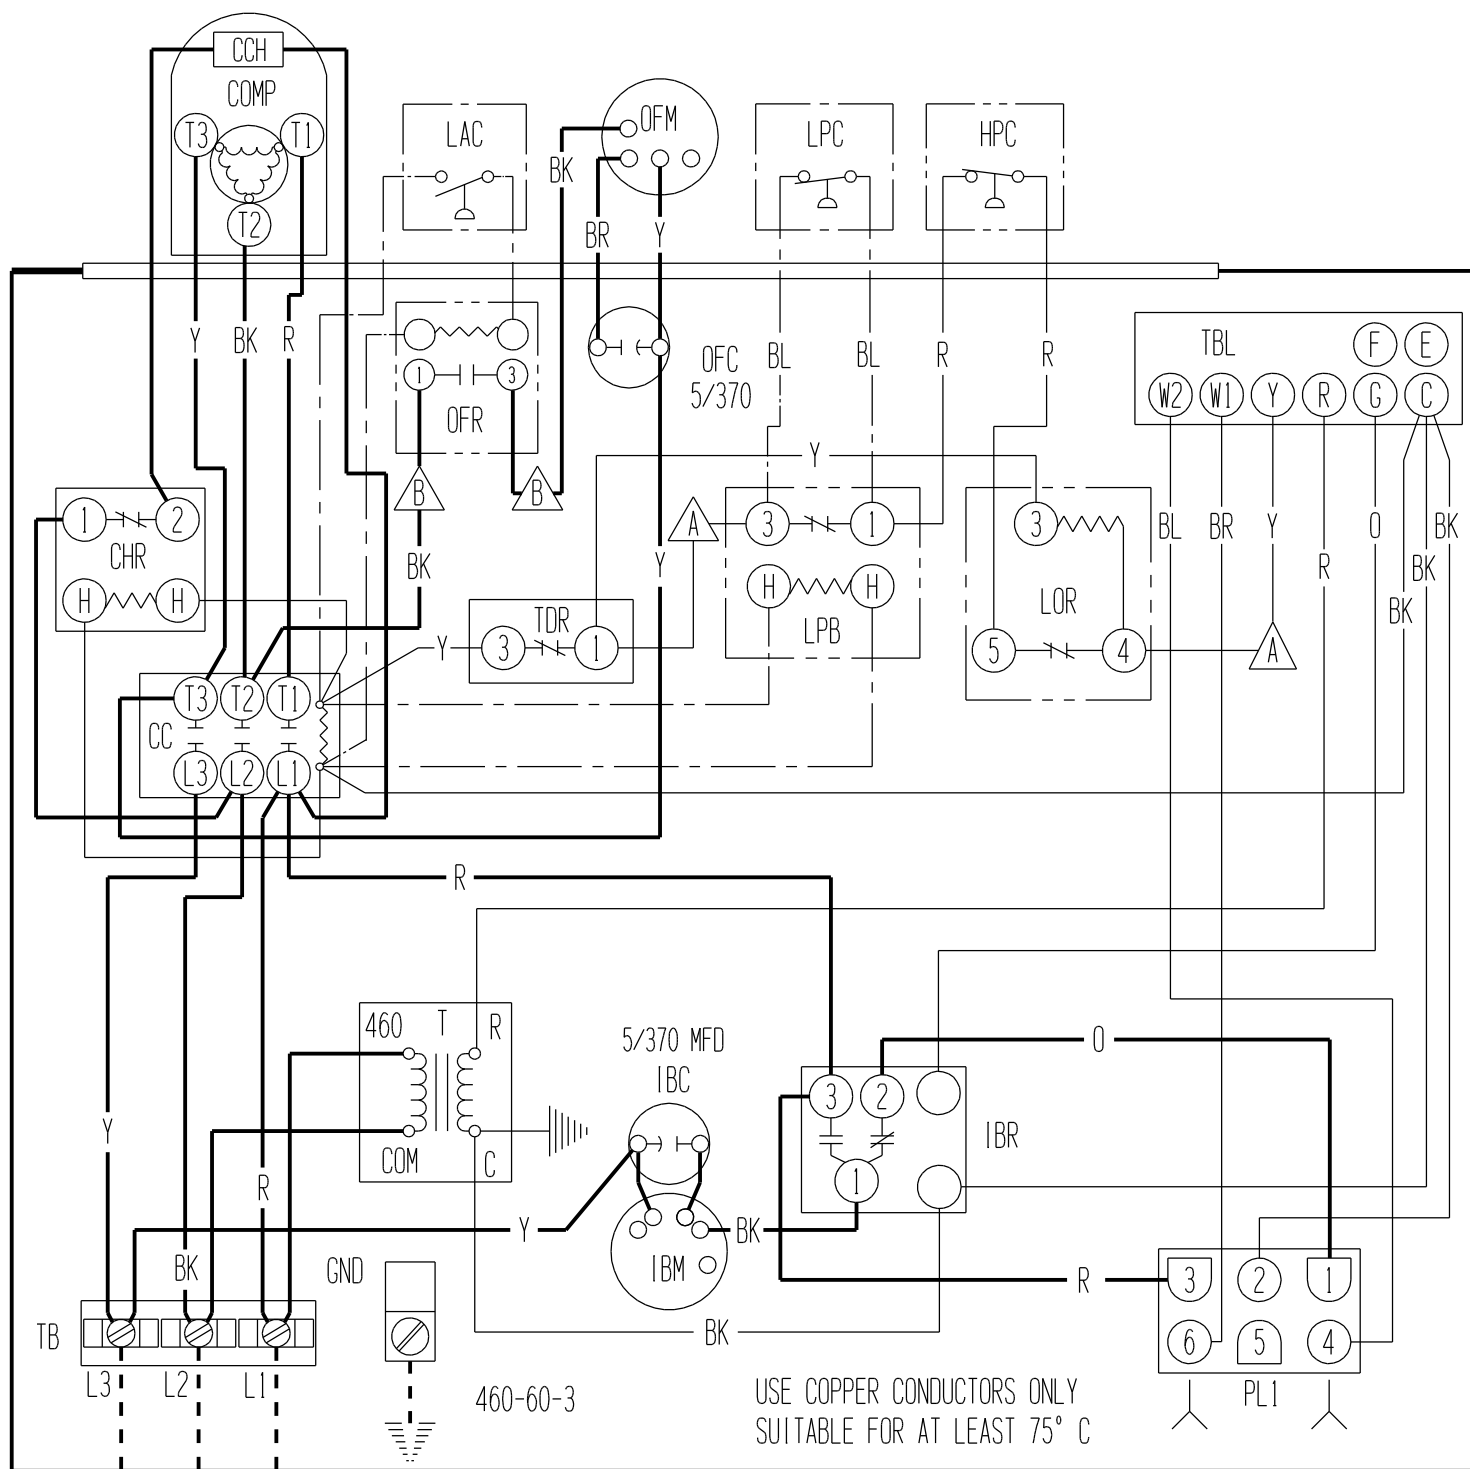 CCH
COMP
T3
T1
T2
LAC
OFM
LPC
HPC
BK
BR
Y
Y
BK
R
1
3
OFR
OFC
5/370
BL
BL
R
R
TBL
F
E
W2
W1
Y
R
G
C
B
B
Y
1
2
CHR
H
H
BK
A
Y
3
1
H
H
LPB
3
LOR
5
4
BL
BR
Y
R
O
BK
BK
BK
A
TDR
3
1
Y
T3
T2
T1
CC
L3
L2
L1
R
460
T
R
COM
C
5/370 MFD
IBC
O
3
2
1
IBR
Y
R
BK
Y
BK
IBM
GND
R
3
2
1
6
5
4
PL1
TB
L3
L2
L1
BK
460-60-3
USE COPPER CONDUCTORS ONLY
SUITABLE FOR AT LEAST 75° C